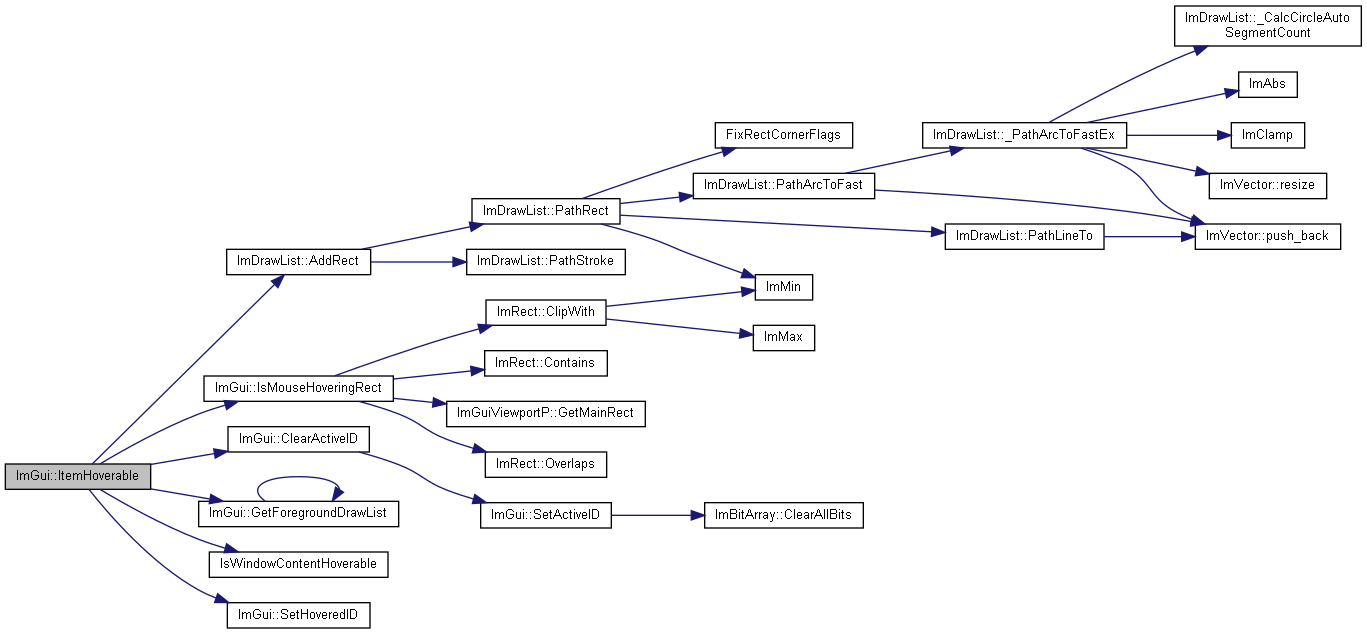 ImDrawList::_CalcCircleAuto
SegmentCount
ImAbs
FixRectCornerFlags
ImDrawList::_PathArcToFastEx
ImClamp
ImDrawList::PathArcToFast
ImVector::resize
ImDrawList::PathRect
ImDrawList::PathLineTo
ImVector::push_back
ImDrawList::AddRect
ImDrawList::PathStroke
ImMin
ImRect::ClipWith
ImMax
ImRect::Contains
ImGui::IsMouseHoveringRect
ImGuiViewportP::GetMainRect
ImGui::ClearActiveID
ImRect::Overlaps
ImGui::ItemHoverable
ImGui::GetForegroundDrawList
ImGui::SetActiveID
ImBitArray::ClearAllBits
IsWindowContentHoverable
ImGui::SetHoveredID